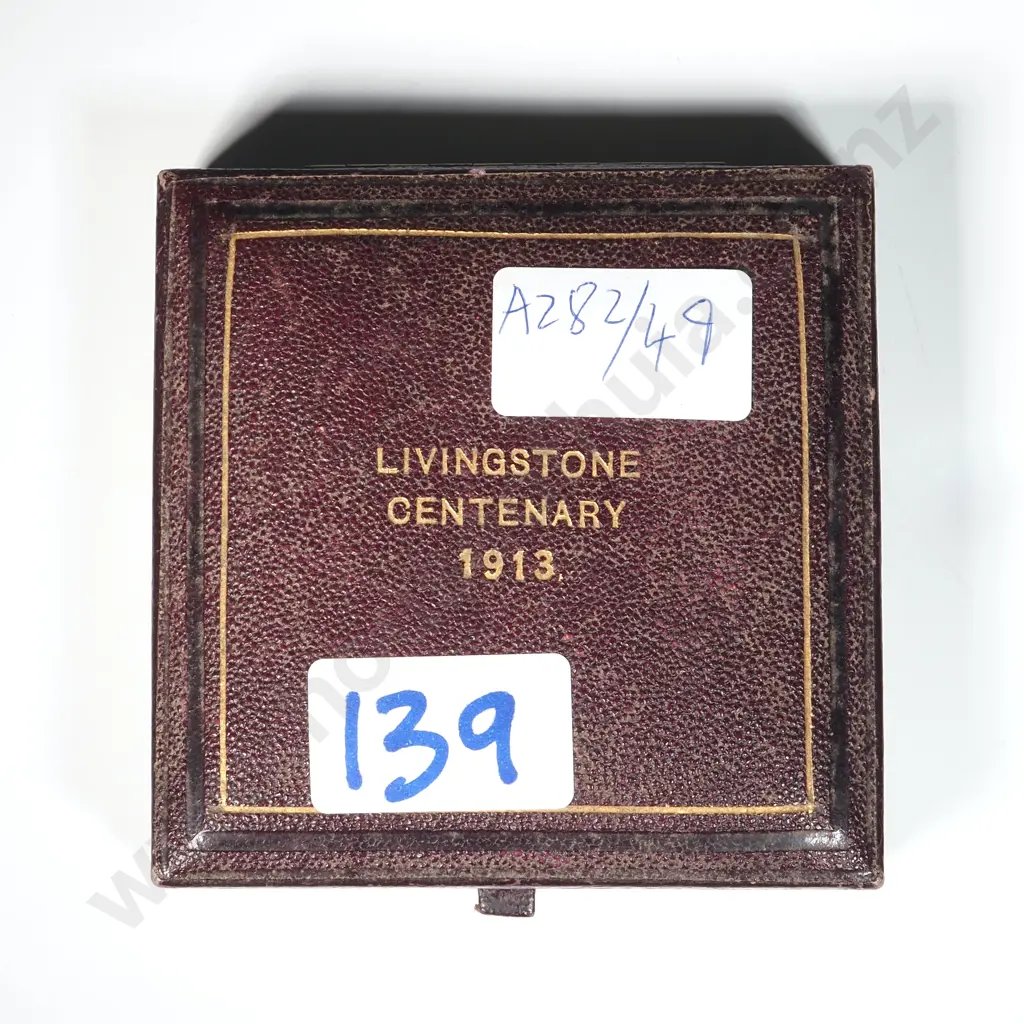 A282/49
LIVINGSTONE
CENTENARY
1913.
139